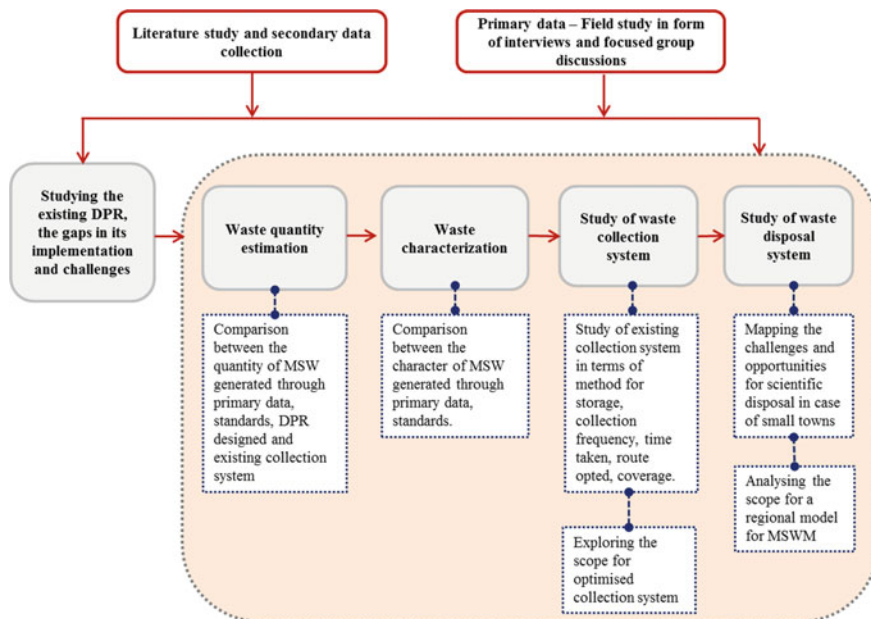 Literature study and secondary data
collection
Primary data – Field study in form
of interviews and focused group
discussions
Studying the
existing DPR,
the gaps in its
implementation
and challenges
Waste quantity
estimation
Waste
characterization
Study of waste
collection
system
Study of waste
disposal
system
Comparison
between the
quantity of MSW
generated through
primary data,
standards, DPR
designed and
existing collection
system
Comparison
between the
character of MSW
generated through
primary data,
standards.
Study of existing
collection system
in terms of
method for
storage,
collection
frequency, time
taken, route
opted, coverage.
Exploring the
scope for
optimised
collection system
Mapping the
challenges and
opportunities
for scientific
disposal in case
of small towns
Analysing the
scope for a
regional model
for MSWM